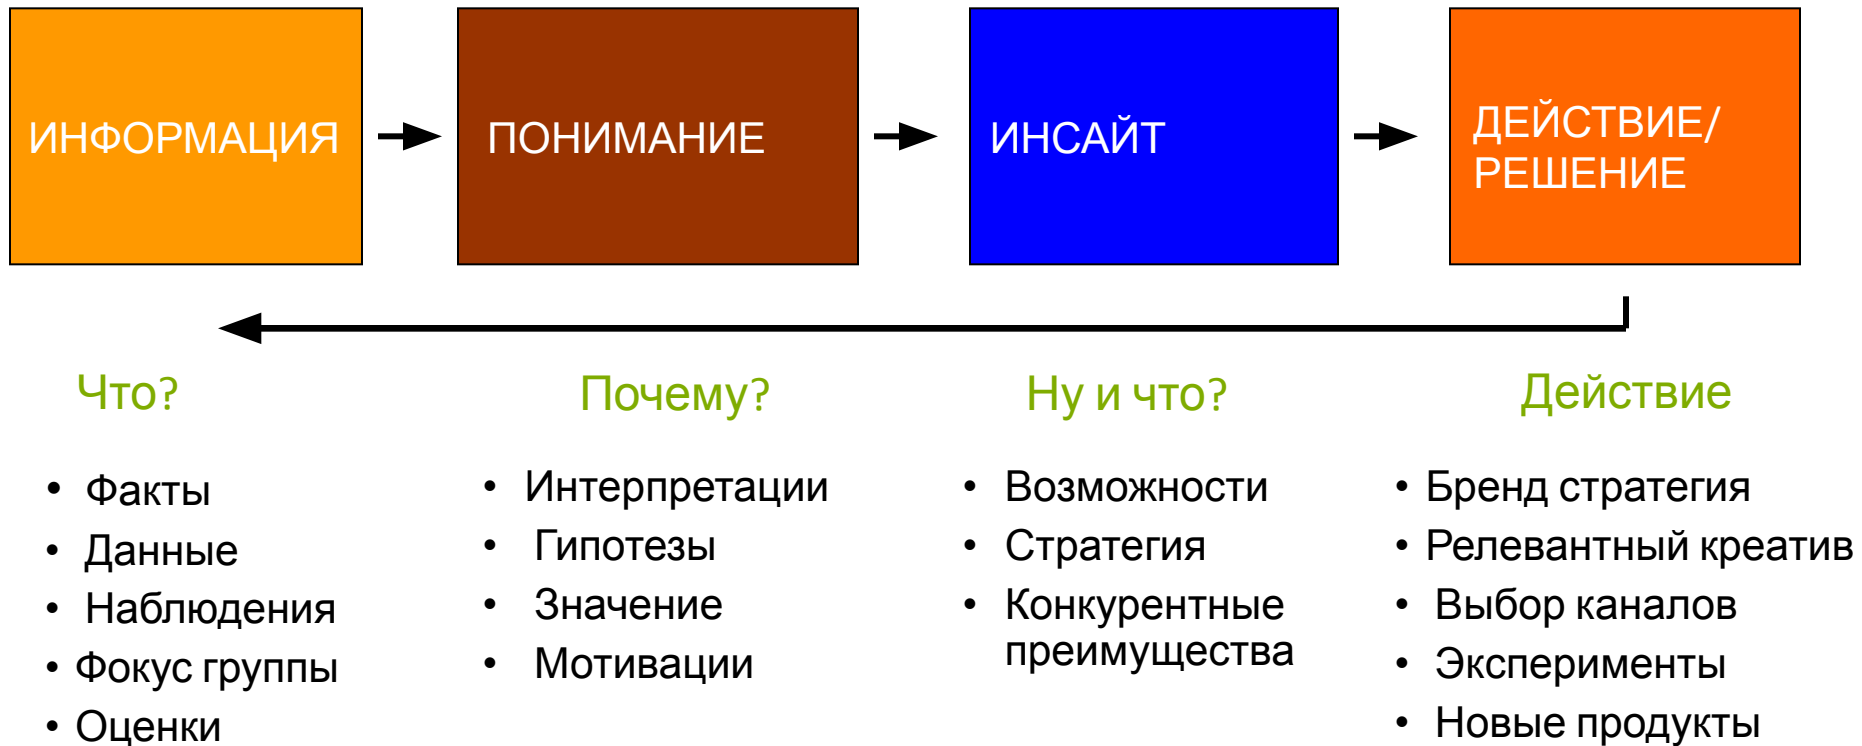 ИНФОРМАЦИЯ
ПОНИМАНИЕ
ИНСАЙТ
ДЕЙСТВИЕ/
РЕШЕНИЕ
Что?
• Факты
• Данные
• Наблюдения
• Фокус группы
• Оценки
Почему?
• Интерпретации
• Гипотезы
• Значение
• Мотивации
Ну и что?
• Возможности
• Стратегия
• Конкурентные
преимущества
Действие
• Бренд стратегия
• Релевантный креатив
• Выбор каналов
• Эксперименты
• Новые продукты